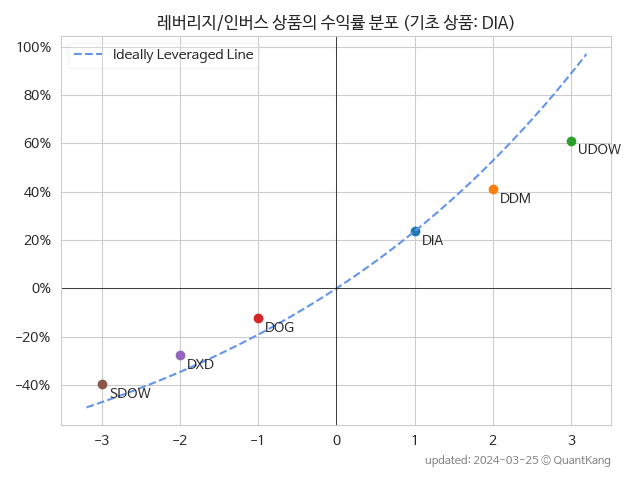 레버리지/인버스 상품의 수익률 분포 (기초 상품: DIA)
100%
Ideally Leveraged Line
80%
60%
UDOW
40%
DDM
20%
DIA
0%
DOG
−20%
DXD
−40%
SDOW
−3 −2 −1 0 1 2 3
updated: 2024-03-25 © QuantKang